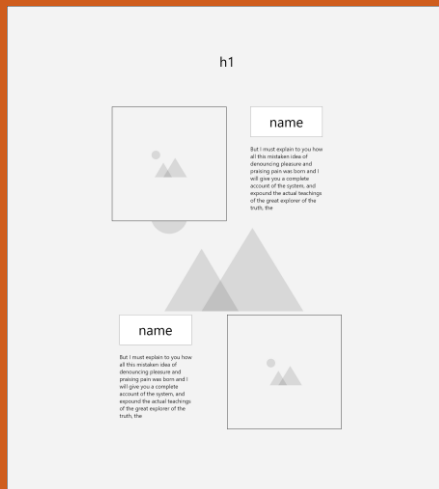 h1
name
But I must explain to you how
all this mistaken idea of
denouncing pleasure and
praising pain was born and I
will give you a complete
account of the system, and
expound the actual teachings
of the great explorer of the
truth, the
name
But I must explain to you how
all this mistaken idea of
denouncing pleasure and
praising pain was born and I
will give you a complete
account of the system, and
expound the actual teachings
of the great explorer of the
truth, the